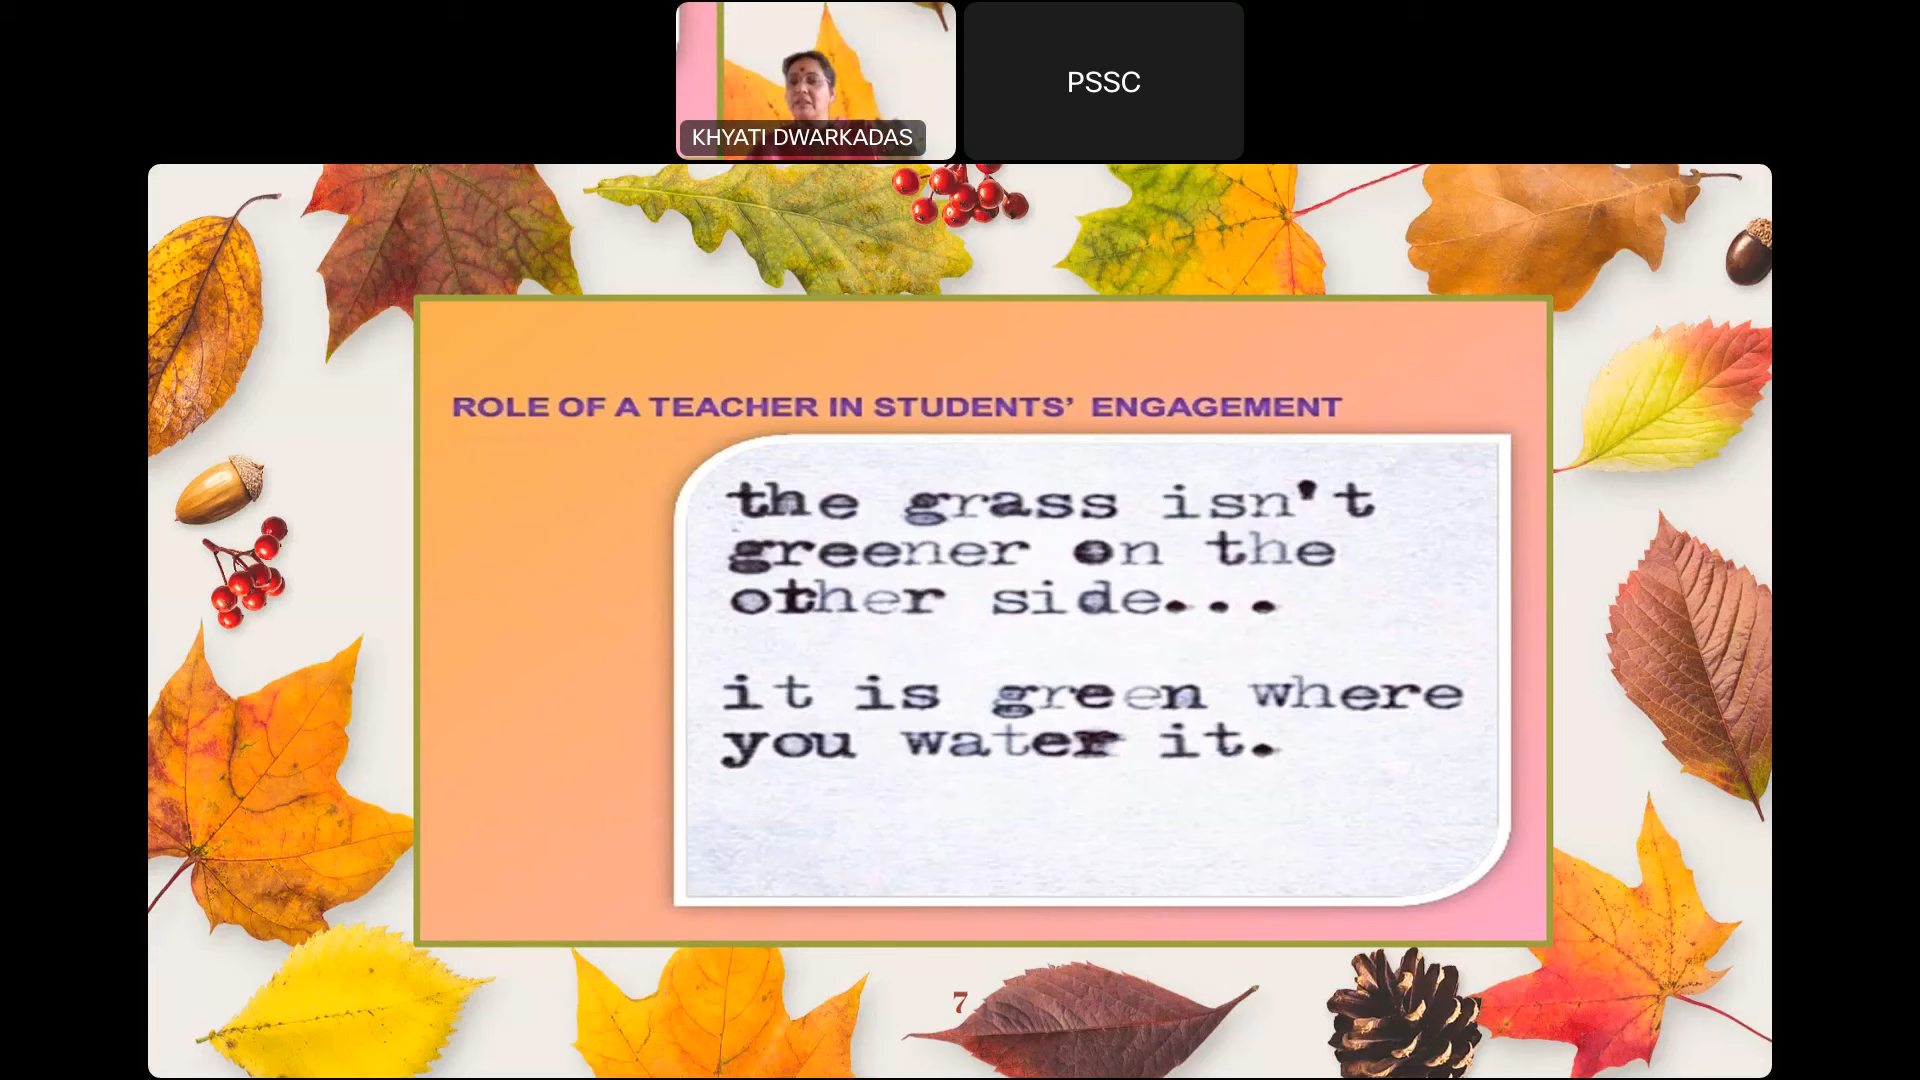 KHYATI DWARKADAS
PSSC
ROLE OF A TEACHER IN STUDENTS’ ENGAGEMENT
the grass isn't
greener on the
other side...
it is green where
you water it.
7